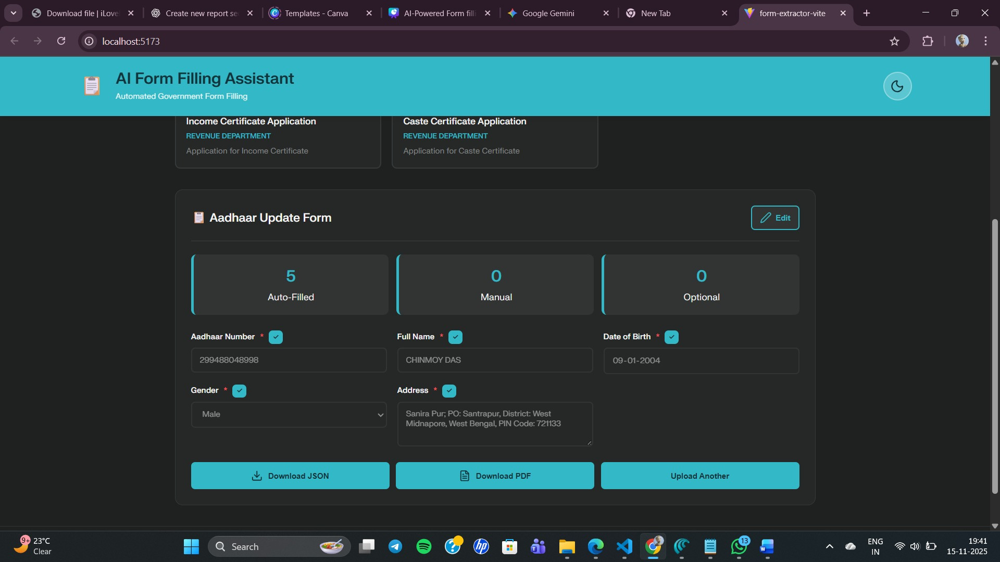 Download file | iLove
Create new report se
Templates - Canva
AI-Powered Form filli
Google Gemini
New Tab
form-extractor-vite
localhost:5173
AI Form Filling Assistant
Automated Government Form Filling
Income Certificate Application
REVENUE DEPARTMENT
Application for Income Certificate
Caste Certificate Application
REVENUE DEPARTMENT
Application for Caste Certificate
Aadhaar Update Form
Edit
5
Auto-Filled
0
Manual
0
Optional
Aadhaar Number *
299488048998
Full Name *
CHINMOY DAS
Date of Birth *
09-01-2004
Gender *
Male
Address *
Sanira Pur; PO: Santrapur, District: West
Midnapore, West Bengal, PIN Code: 721133
Download JSON
Download PDF
Upload Another
9+
23°C
Clear
Search
13
ENG
IN
19:41
15-11-2025